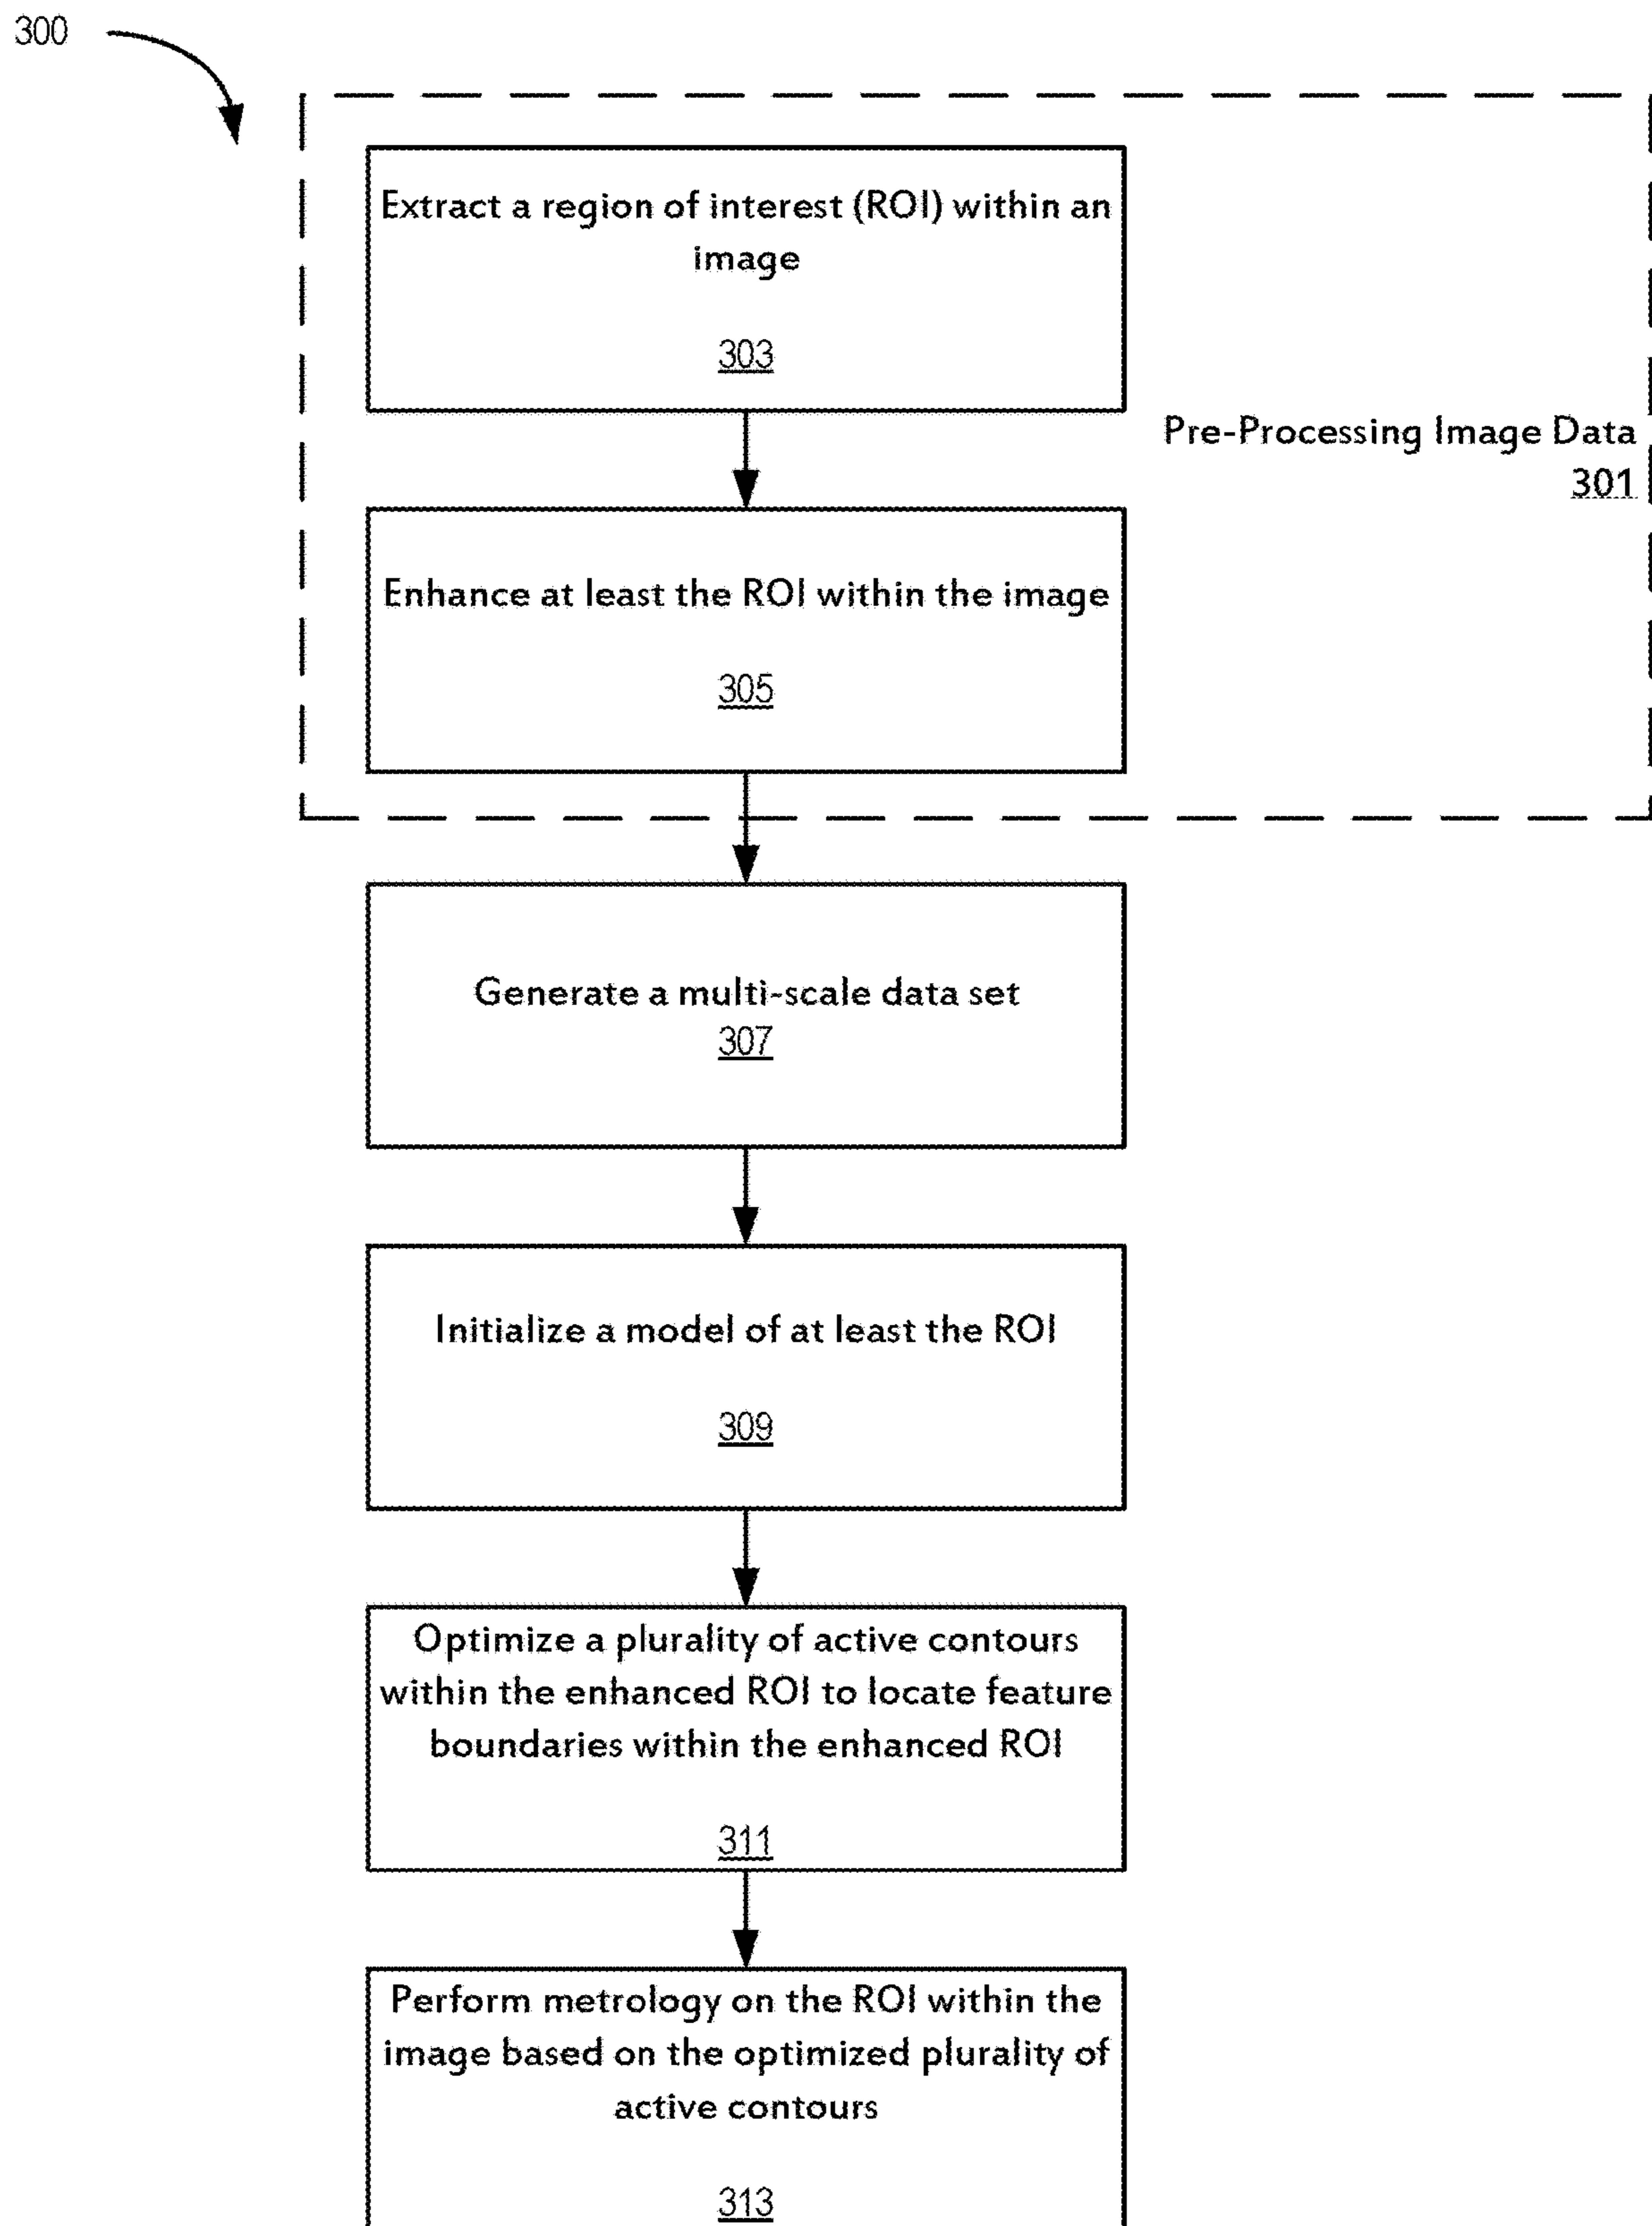 300
Extract a region of interest (ROI) within an
image
303
Pre-Processing Image Data
301
Enhance at least the ROI within the image
305
Generate a multi-scale data set
307
Initialize a model of at least the ROI
309
Optimize a plurality of active contours
within the enhanced ROI to locate feature
boundaries within the enhanced ROI
311
Perform metrology on the ROI within the
image based on the optimized plurality of
active contours
313